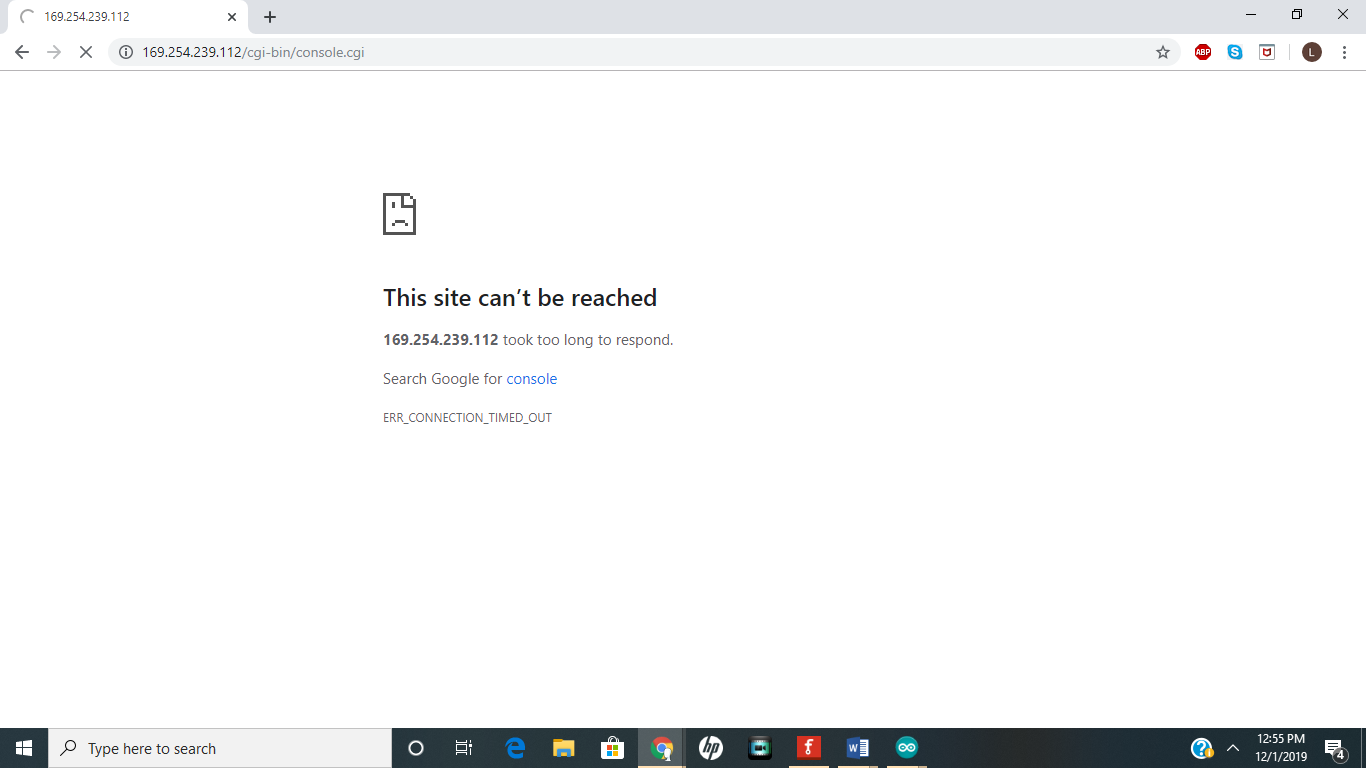 169.254.239.112
169.254.239.112/cgi-bin/console.cgi
ABP
L
This site can’t be reached
169.254.239.112 took too long to respond.
Search Google for console
ERR_CONNECTION_TIMED_OUT
Type here to search
12:55 PM
12/1/2019
4